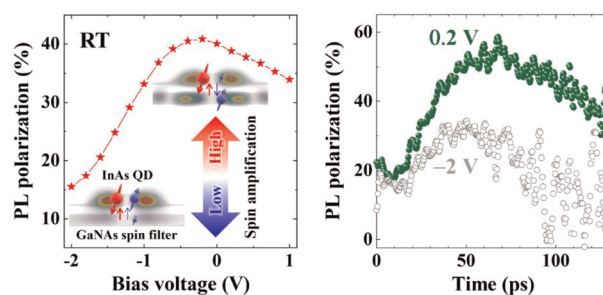 RT
PL polarization (%)
40
30
20
10
-2
-1
0
1
Bias voltage (V)
InAs QD
GaNAs spin filter
High
Low
Spin amplification
PL polarization (%)
60
40
20
0
0
50
100
Time (ps)
0.2 V
−2 V